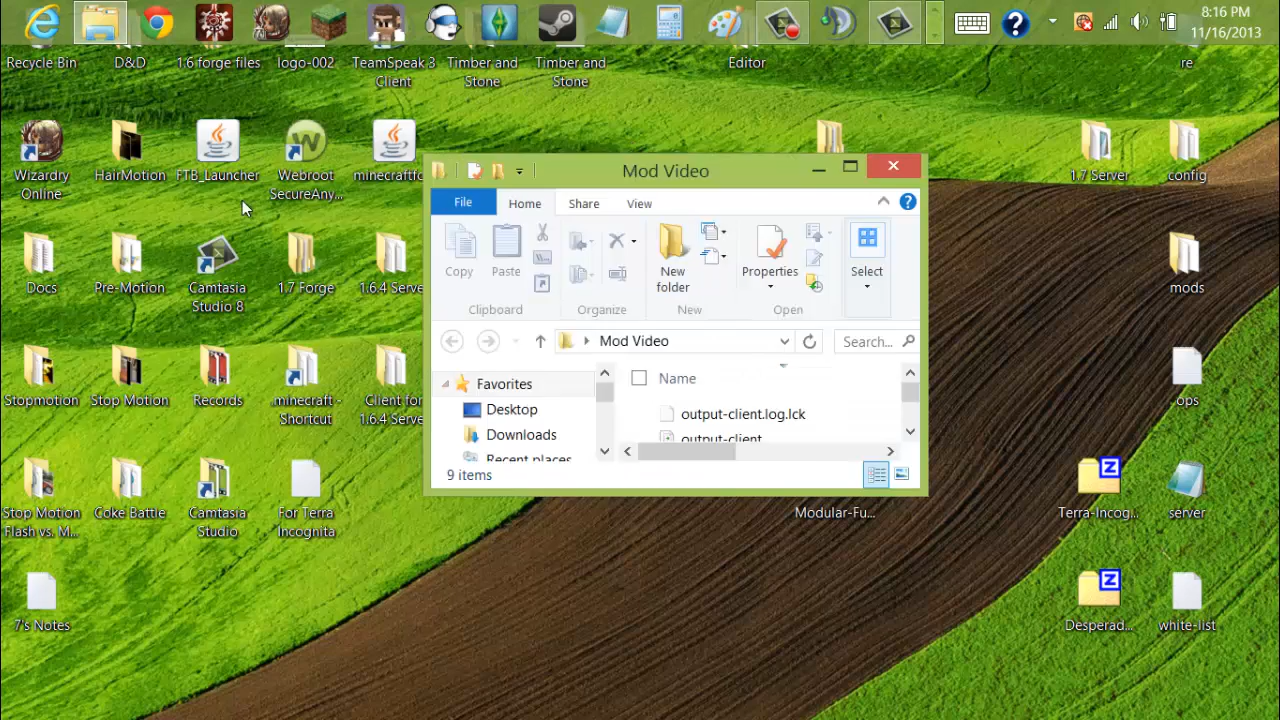 8:16 PM
11/16/2013
Recycle Bin
D&D
1.6 forge files
logo-002
TeamSpeak 3
Client
Timber and
Stone
Timber and
Stone
Editor
re
Wizardry
Online
HairMotion
FTB_Launcher
Webroot
SecureAny...
minecraftfo
1.7 Server
config
Docs
Pre-Motion
Camtasia
Studio 8
1.7 Forge
1.6.4 Serve
mods
Stopmotion
Stop Motion
Records
.minecraft -
Shortcut
Client for
1.6.4 Serve
ops
Stop Motion
Flash vs. M...
Coke Battie
Camtasia
Studio
For Terra
Incognita
Modular-Fu...
Terra-Incog...
server
7's Notes
Desperad...
white-list
Mod Video
File
Home
Share
View
Copy
Paste
New
folder
Properties
Select
Clipboard
Organize
New
Open
Mod Video
Search...
Favorites
Desktop
Downloads
Recent places
Name
output-client.log.lck
output-client
9 items